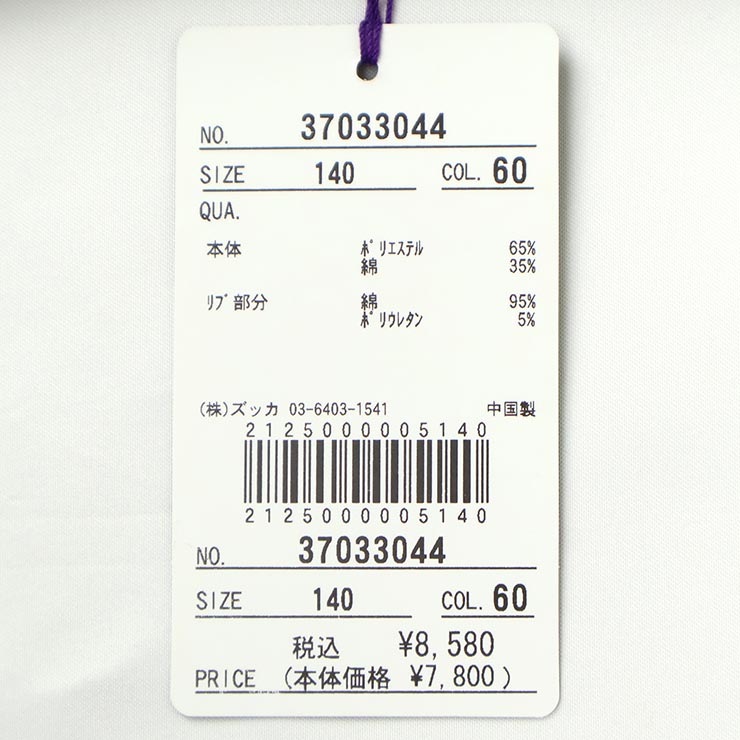 NO. 37033044
SIZE 140 COL. 60
QUA.
本体 ﾎﾟﾘｴｽﾃﾙ 65%
綿 35%
ﾘﾌﾞ部分 綿 95%
ﾎﾟﾘｳﾚﾀﾝ 5%
(株)ズッカ 03-6403-1541 中国製
2125000005140
2125000005140
NO. 37033044
SIZE 140 COL. 60
税込 ¥8,580
PRICE (本体価格 ¥7,800)